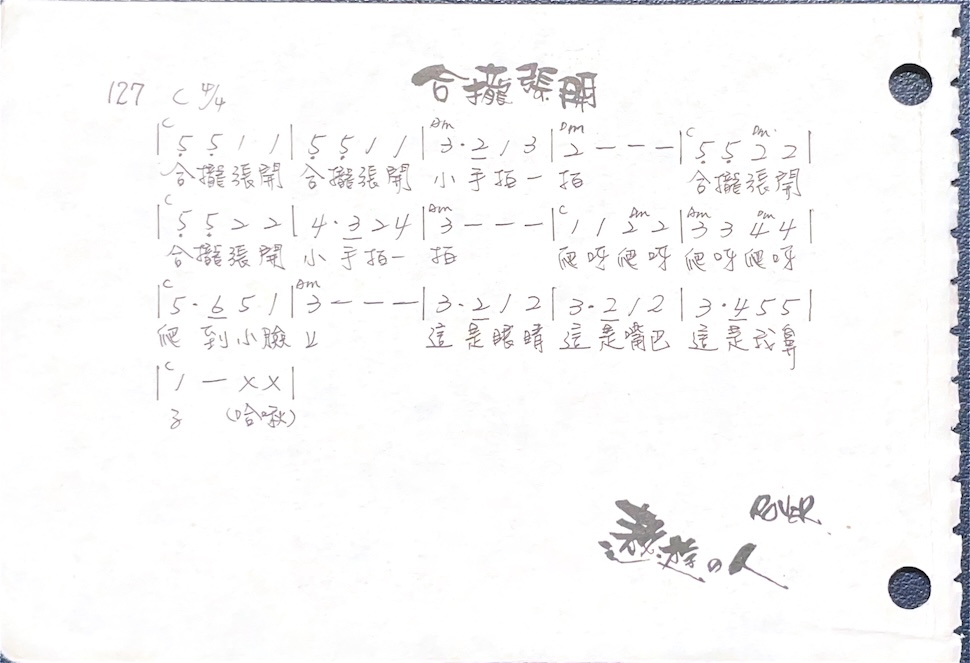 合攏張開
127 C 4/4
C Am Dm C Dm
|5̣ 5̣ 1 1|5̣ 5̣ 1 1|3·2̲ 1 3|2 － － －|5̣ 5̣ 2 2|
合攏張開 合攏張開 小手拍一 拍 合攏張開
C Am C Dm Am Dm
|5̣ 5̣ 2 2|4·3̲ 2 4|3 － － －|1 1 2 2|3 3 4 4|
合攏張開 小手拍一 拍 爬呀爬呀 爬呀爬呀
C Am
|5·6̲ 5 1|3 － － －|3·2̲ 1 2|3·2̲ 1 2|3·4̲ 5 5|
爬到小臉上 這是眼睛 這是嘴巴 這是我鼻
C
|1 － x x|
子 (哈啾)
ROVER.
遨遊の人